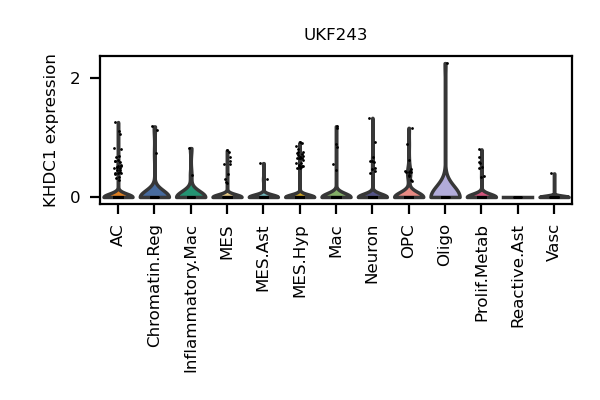 UKF243
KHDC1 expression
2
0
AC
Chromatin.Reg
Inflammatory.Mac
MES
MES.Ast
MES.Hyp
Mac
Neuron
OPC
Oligo
Prolif.Metab
Reactive.Ast
Vasc